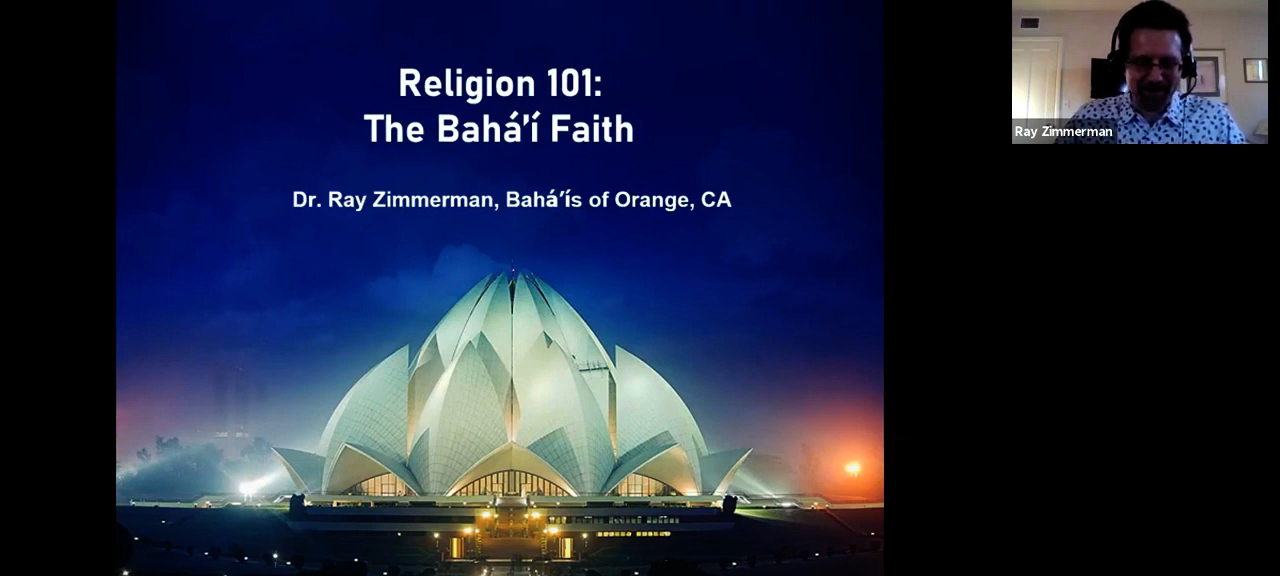 Religion 101:
The Bahá'í Faith
Dr. Ray Zimmerman, Bahá'ís of Orange, CA
Ray Zimmerman